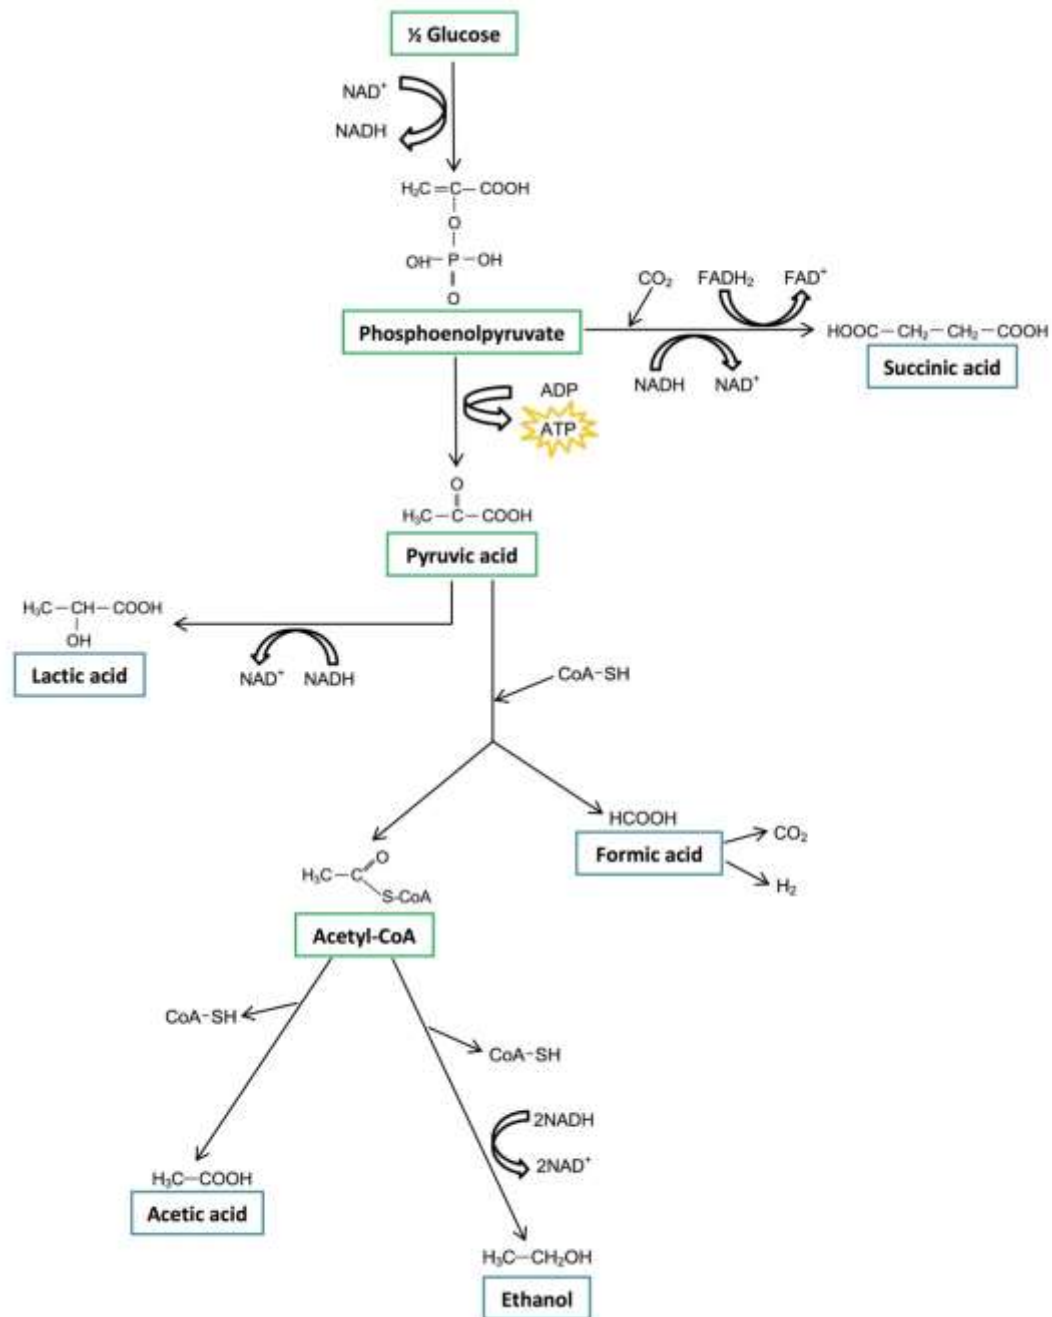 ½ Glucose
NAD⁺
NADH
H₂C=C–COOH
O
OH–P–OH
O
Phosphoenolpyruvate
CO₂
FADH₂
FAD⁺
NADH
NAD⁺
HOOC–CH₂–CH₂–COOH
Succinic acid
ADP
ATP
O
H₃C–C–COOH
Pyruvic acid
H₃C–CH–COOH
OH
Lactic acid
NAD⁺
NADH
CoA-SH
HCOOH
Formic acid
CO₂
H₂
O
H₃C–C
S-CoA
Acetyl-CoA
CoA-SH
CoA-SH
2NADH
2NAD⁺
H₃C–COOH
Acetic acid
H₃C–CH₂OH
Ethanol